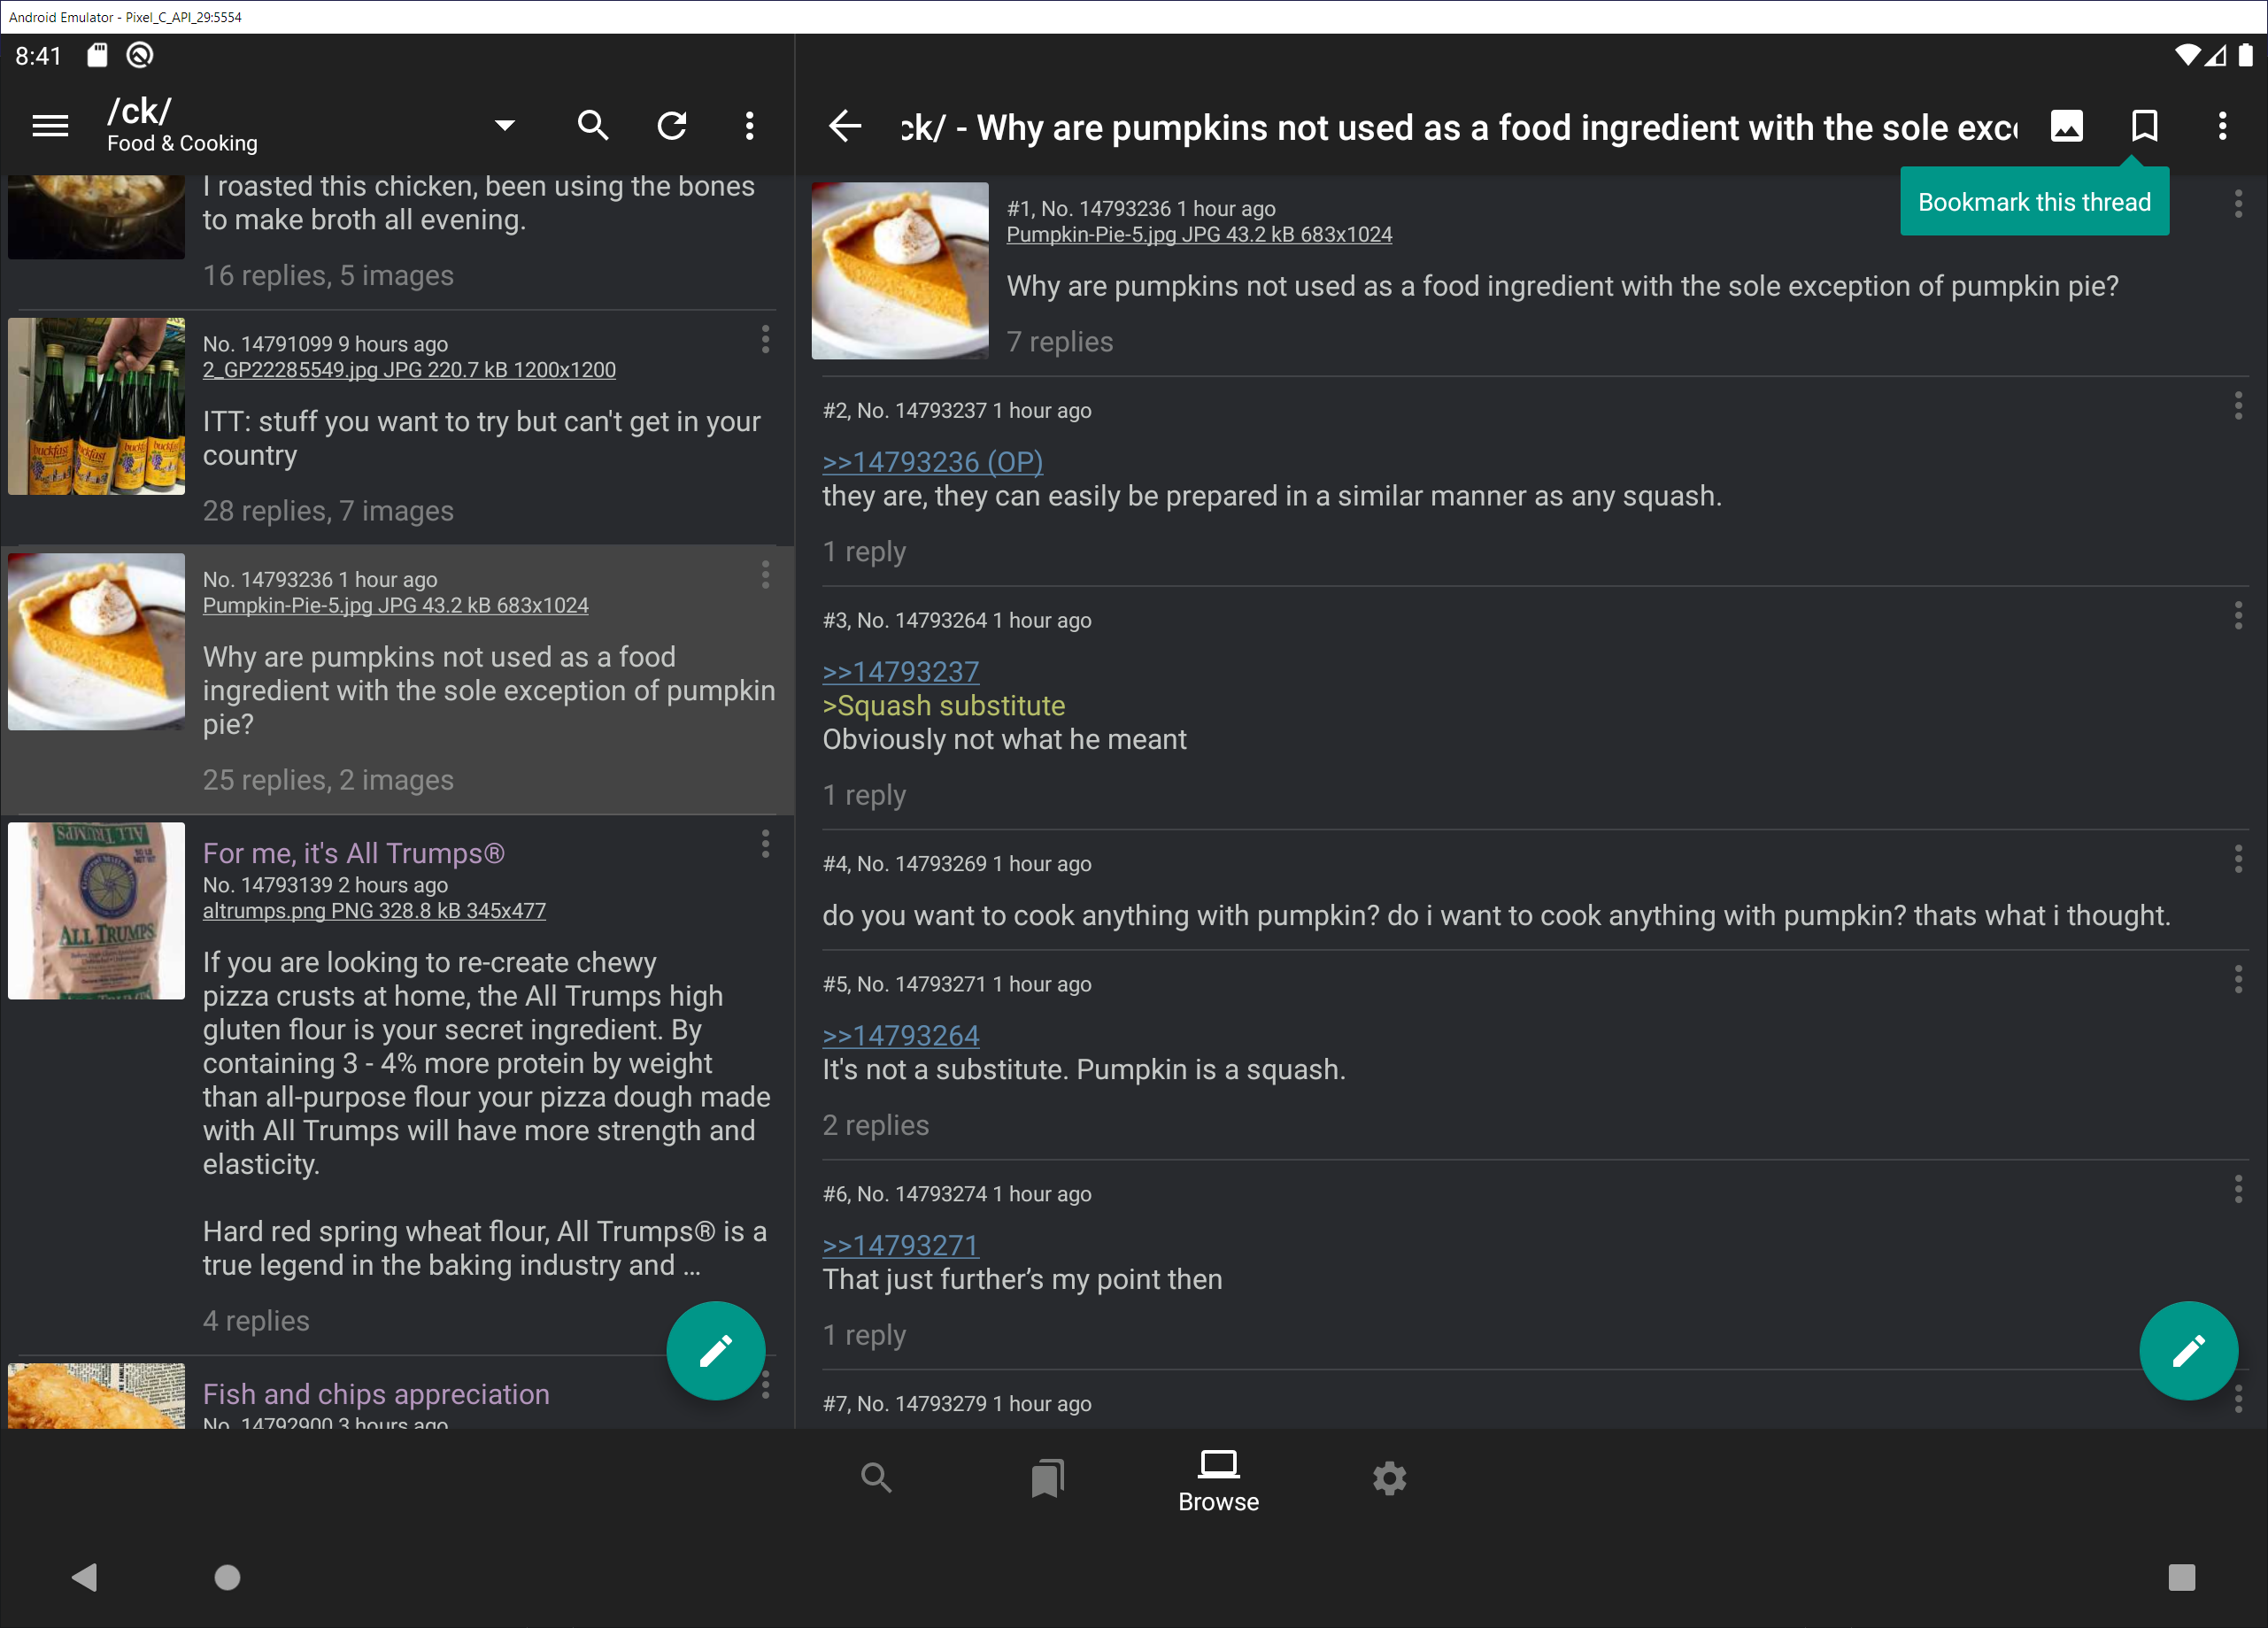 Android Emulator - Pixel_C_API_29:5554
8:41
/ck/
Food & Cooking
I roasted this chicken, been using the bones
to make broth all evening.
16 replies, 5 images
No. 14791099 9 hours ago
2_GP22285549.jpg JPG 220.7 kB 1200x1200
ITT: stuff you want to try but can't get in your
country
28 replies, 7 images
buckfast
buckfast
No. 14793236 1 hour ago
Pumpkin-Pie-5.jpg JPG 43.2 kB 683x1024
Why are pumpkins not used as a food
ingredient with the sole exception of pumpkin
pie?
25 replies, 2 images
ALL TRUMPS
ALL TRUMPS
For me, it's All Trumps®
No. 14793139 2 hours ago
altrumps.png PNG 328.8 kB 345x477
If you are looking to re-create chewy
pizza crusts at home, the All Trumps high
gluten flour is your secret ingredient. By
containing 3 - 4% more protein by weight
than all-purpose flour your pizza dough made
with All Trumps will have more strength and
elasticity.
Hard red spring wheat flour, All Trumps® is a
true legend in the baking industry and …
4 replies
Fish and chips appreciation
No. 14792900 3 hours ago
ck/ - Why are pumpkins not used as a food ingredient with the sole exc
Bookmark this thread
#1, No. 14793236 1 hour ago
Pumpkin-Pie-5.jpg JPG 43.2 kB 683x1024
Why are pumpkins not used as a food ingredient with the sole exception of pumpkin pie?
7 replies
#2, No. 14793237 1 hour ago
>>14793236 (OP)
they are, they can easily be prepared in a similar manner as any squash.
1 reply
#3, No. 14793264 1 hour ago
>>14793237
>Squash substitute
Obviously not what he meant
1 reply
#4, No. 14793269 1 hour ago
do you want to cook anything with pumpkin? do i want to cook anything with pumpkin? thats what i thought.
#5, No. 14793271 1 hour ago
>>14793264
It's not a substitute. Pumpkin is a squash.
2 replies
#6, No. 14793274 1 hour ago
>>14793271
That just further’s my point then
1 reply
#7, No. 14793279 1 hour ago
Browse